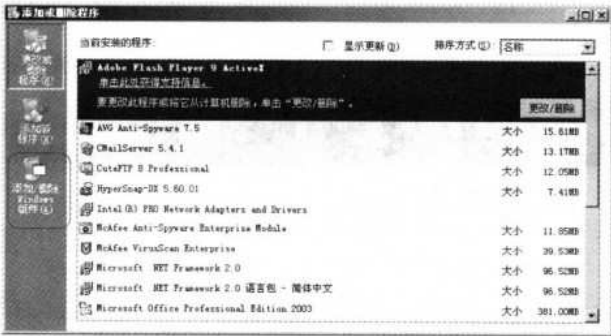 添加或删除程序
更改或
删除
程序(H)
当前安装的程序:
显示更新(D)
排序方式(S):
名称
Adobe Flash Player 9 ActiveX
单击此处获得支持信息。
要更改此程序或将它从计算机删除，单击“更改/删除”。
更改/删除
添加新
程序(N)
添加/删除
Windows
组件(A)
AVG Anti-Spyware 7.5 大小 15.61MB
CMailServer 5.4.1 大小 13.17MB
CuteFTP 8 Professional 大小 12.05MB
HyperSnap-DX 5.60.01 大小 7.41MB
Intel(R) PRO Network Adapters and Drivers
McAfee Anti-Spyware Enterprise Module 大小 11.85MB
McAfee VirusScan Enterprise 大小 39.53MB
Microsoft .NET Framework 2.0 大小 96.52MB
Microsoft .NET Framework 2.0 语言包 - 简体中文 大小 96.52MB
Microsoft Office Professional Edition 2003 大小 381.00MB